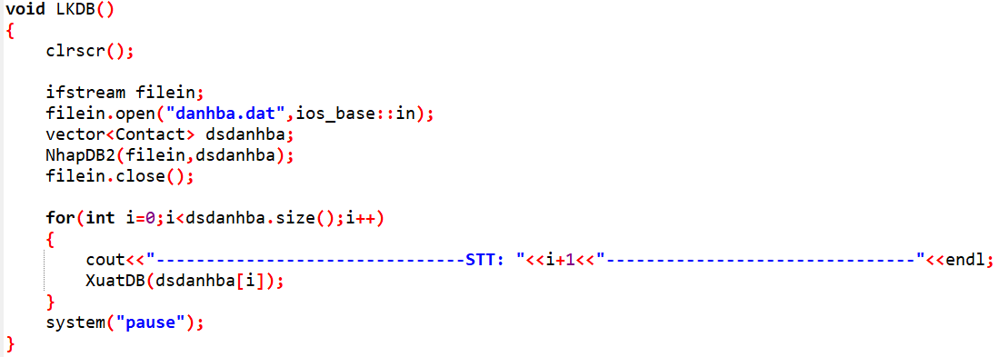 void LKDB()
{
    clrscr();

    ifstream filein;
    filein.open("danhba.dat",ios_base::in);
    vector<Contact> dsdanhba;
    NhapDB2(filein,dsdanhba);
    filein.close();

    for(int i=0;i<dsdanhba.size();i++)
    {
        cout<<"-------------------------------STT: "<<i+1<<"-------------------------------"<<endl;
        XuatDB(dsdanhba[i]);
    }
    system("pause");
}